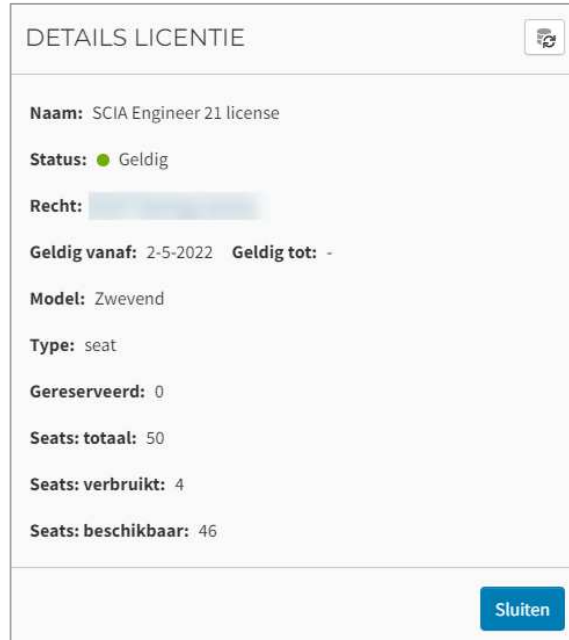 DETAILS LICENTIE
Naam: SCIA Engineer 21 license
Status: Geldig
Recht:
Geldig vanaf: 2-5-2022 Geldig tot: -
Model: Zwevend
Type: seat
Gereserveerd: 0
Seats: totaal: 50
Seats: verbruikt: 4
Seats: beschikbaar: 46
Sluiten